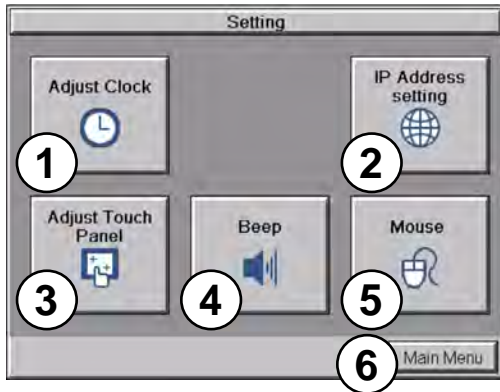 Setting
Adjust Clock
1
IP Address
setting
2
Adjust Touch
Panel
3
Beep
4
Mouse
5
6
Main Menu